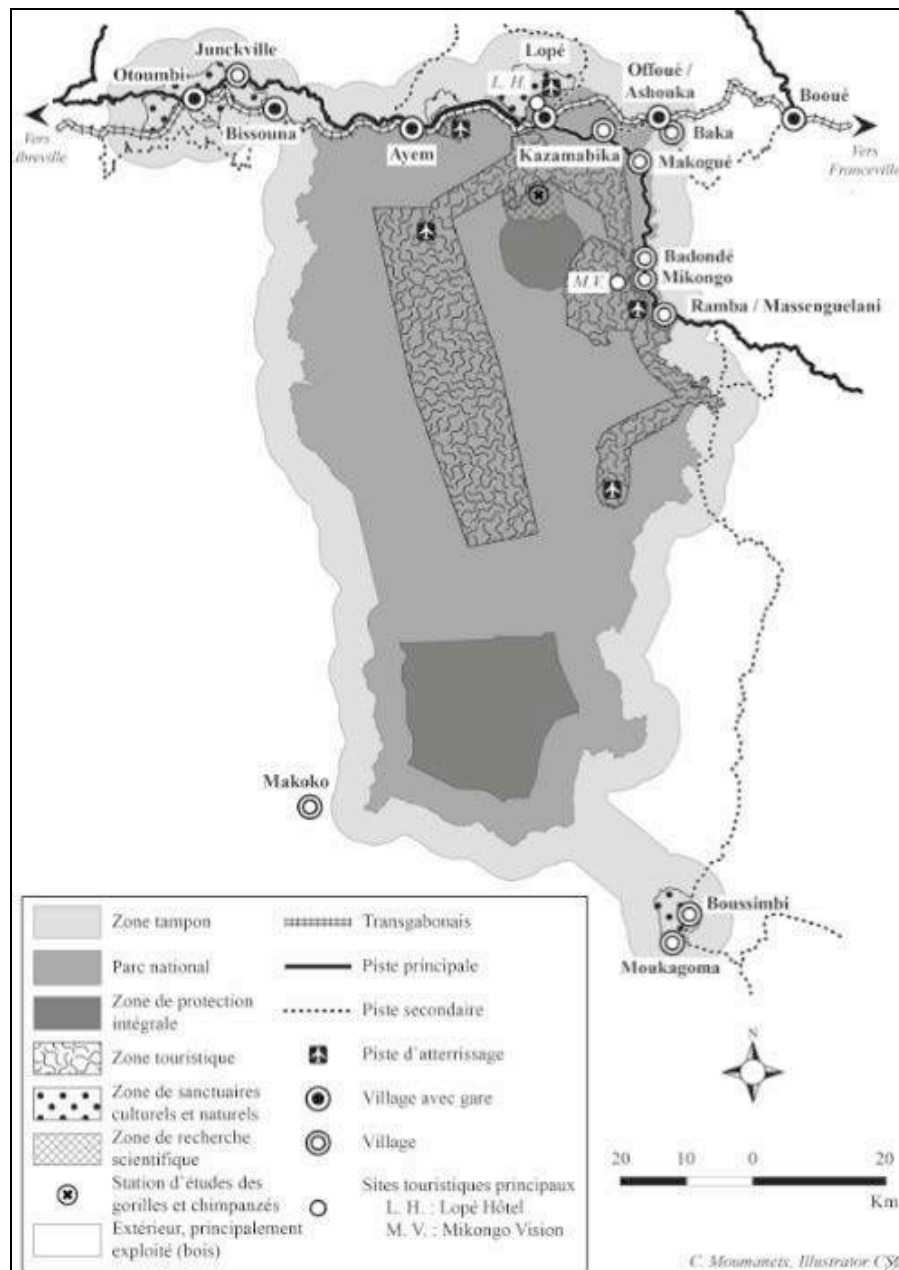 Junckville
Lopé
Otoumbi
L. H.
Offoué /
Ashouka
Booué
Vers
Libreville
Bissouna
Ayem
Kazamabika
Baka
Makogué
Vers
Franceville
Badondé
M.V.
Mikongo
Ramba / Massenguelani
Makoko
Boussimbi
Moukagoma
Zone tampon
Parc national
Zone de protection
intégrale
Zone touristique
Zone de sanctuaires
culturels et naturels
Zone de recherche
scientifique
Station d'études des
gorilles et chimpanzés
Extérieur, principalement
exploité (bois)
Transgabonais
Piste principale
Piste secondaire
Piste d'atterrissage
Village avec gare
Village
Sites touristiques principaux
L. H. : Lopé Hôtel
M. V. : Mikongo Vision
N
20 10 0 20
Km
C. Moumaneix, Illustrator